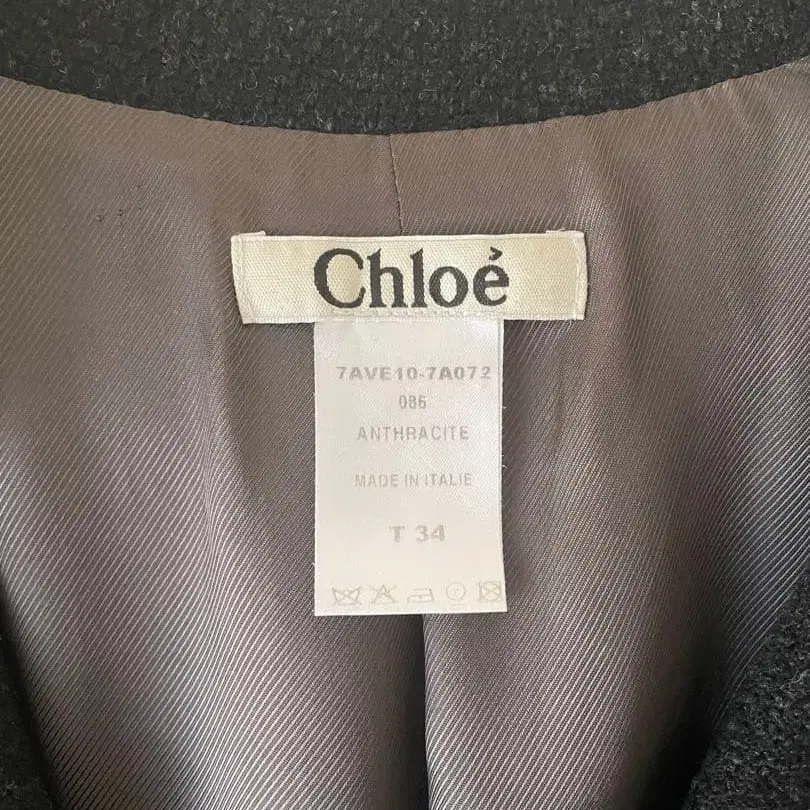 Chloé
7AVE10-7A072
086
ANTHRACITE
MADE IN ITALIE
T 34